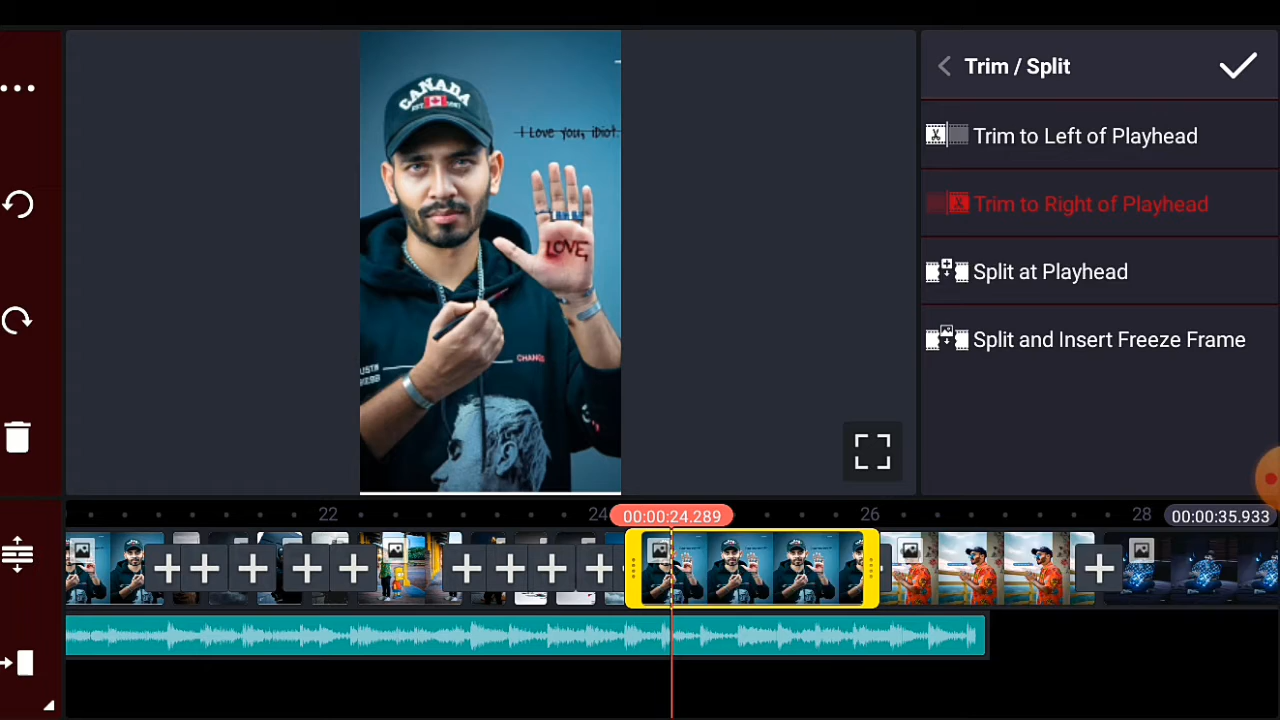 Trim / Split
Trim to Left of Playhead
Trim to Right of Playhead
Split at Playhead
Split and Insert Freeze Frame
CANADA
I Love you, idiot.
LOVE,
CHANG
22
24
00:00:24.289
26
28
00:00:35.933